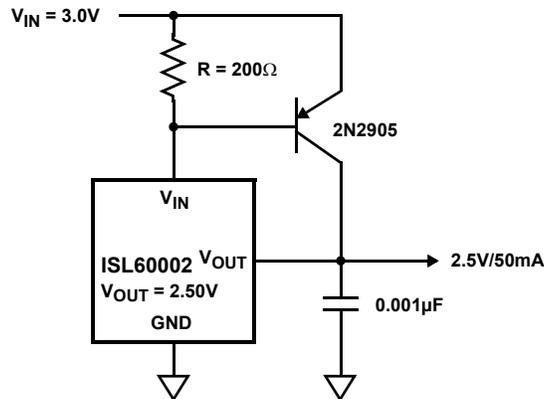 V_IN = 3.0V
R = 200Ω
2N2905
V_IN
ISL60002 V_OUT
V_OUT = 2.50V
GND
2.5V/50mA
0.001µF